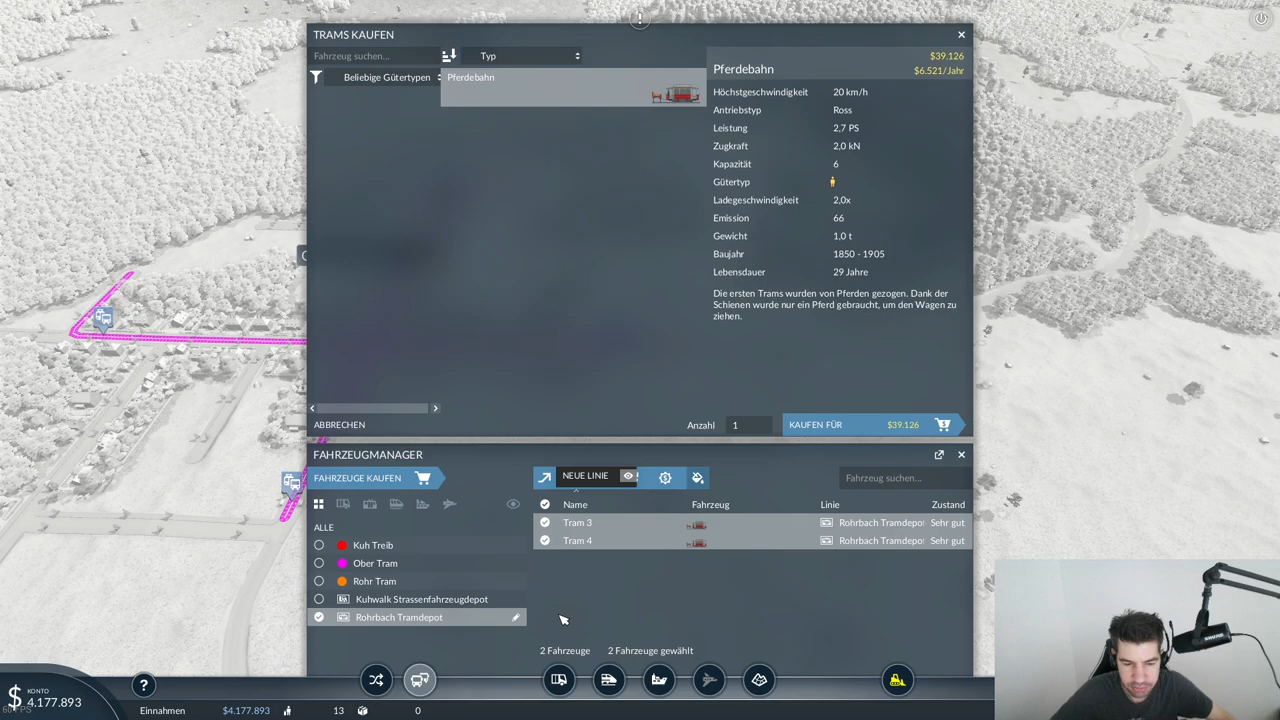 TRAMS KAUFEN
Fahrzeug suchen...
Typ
Beliebige Gütertypen
Pferdebahn
Pferdebahn
$39.126
$6.521/Jahr
Höchstgeschwindigkeit 20 km/h
Antriebstyp Ross
Leistung 2,7 PS
Zugkraft 2,0 kN
Kapazität 6
Gütertyp
Ladegeschwindigkeit 2,0x
Emission 66
Gewicht 1,0 t
Baujahr 1850 - 1905
Lebensdauer 29 Jahre
Die ersten Trams wurden von Pferden gezogen. Dank der
Schienen wurde nur ein Pferd gebraucht, um den Wagen zu
ziehen.
ABBRECHEN
Anzahl 1
KAUFEN FÜR $39.126
FAHRZEUGMANAGER
FAHRZEUGE KAUFEN
NEUE LINIE
Fahrzeug suchen...
Name Fahrzeug Linie Zustand
Tram 3 Rohrbach Tramdepot Sehr gut
Tram 4 Rohrbach Tramdepot Sehr gut
ALLE
Kuh Treib
Ober Tram
Rohr Tram
Kuhwalk Strassenfahrzeugdepot
Rohrbach Tramdepot
2 Fahrzeuge 2 Fahrzeuge gewählt
$ KONTO
4.177.893
60 FPS
?
Einnahmen $4.177.893 13 0
SHURE